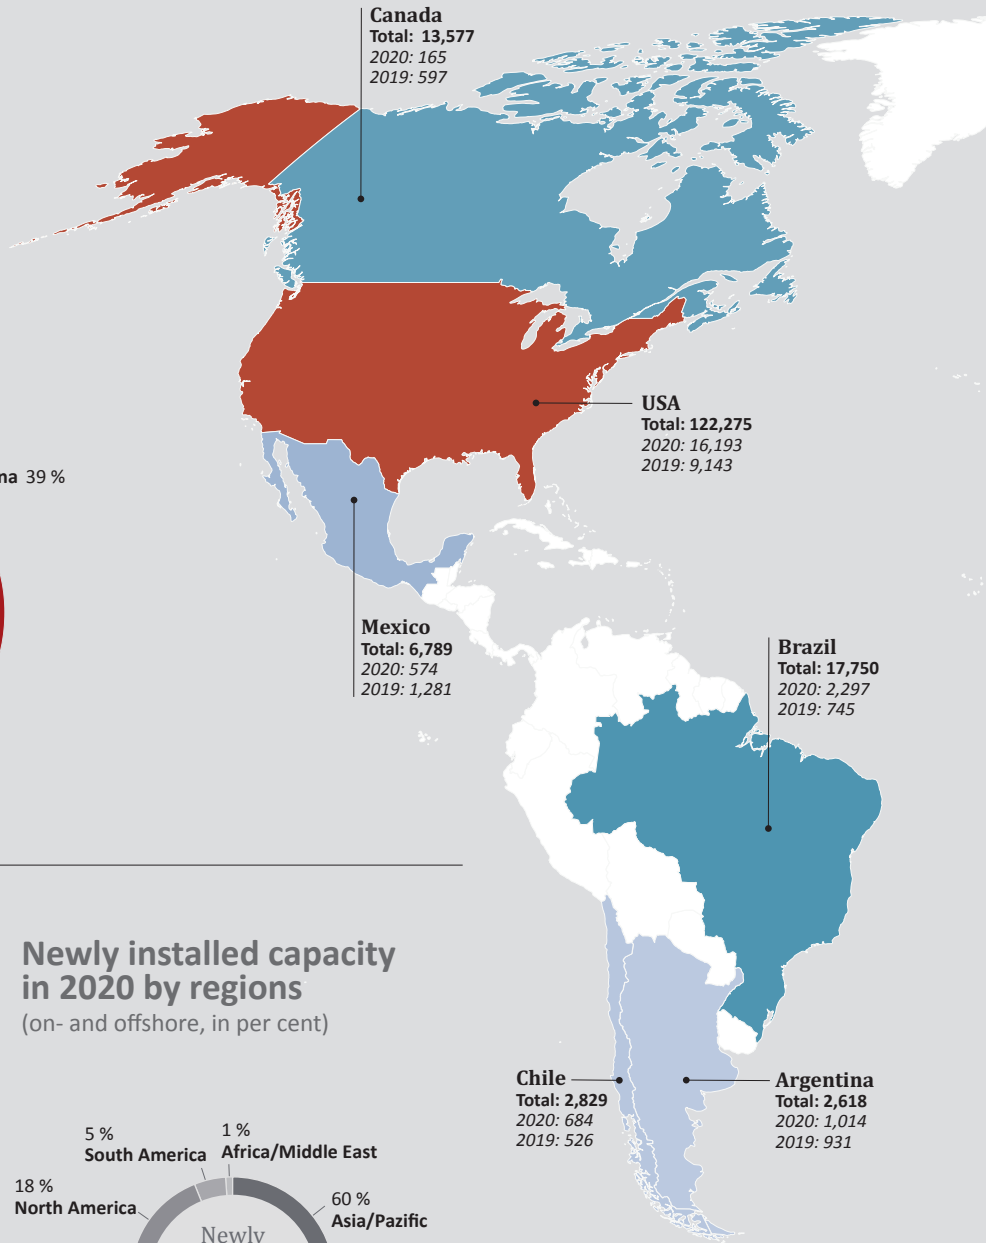 Canada
Total: 13,577
2020: 165
2019: 597
USA
Total: 122,275
2020: 16,193
2019: 9,143
na 39 %
Mexico
Total: 6,789
2020: 574
2019: 1,281
Brazil
Total: 17,750
2020: 2,297
2019: 745
Newly installed capacity
in 2020 by regions
(on- and offshore, in per cent)
Chile
Total: 2,829
2020: 684
2019: 526
Argentina
Total: 2,618
2020: 1,014
2019: 931
5 %
South America
1 %
Africa/Middle East
18 %
North America
60 %
Asia/Pazific
Newly